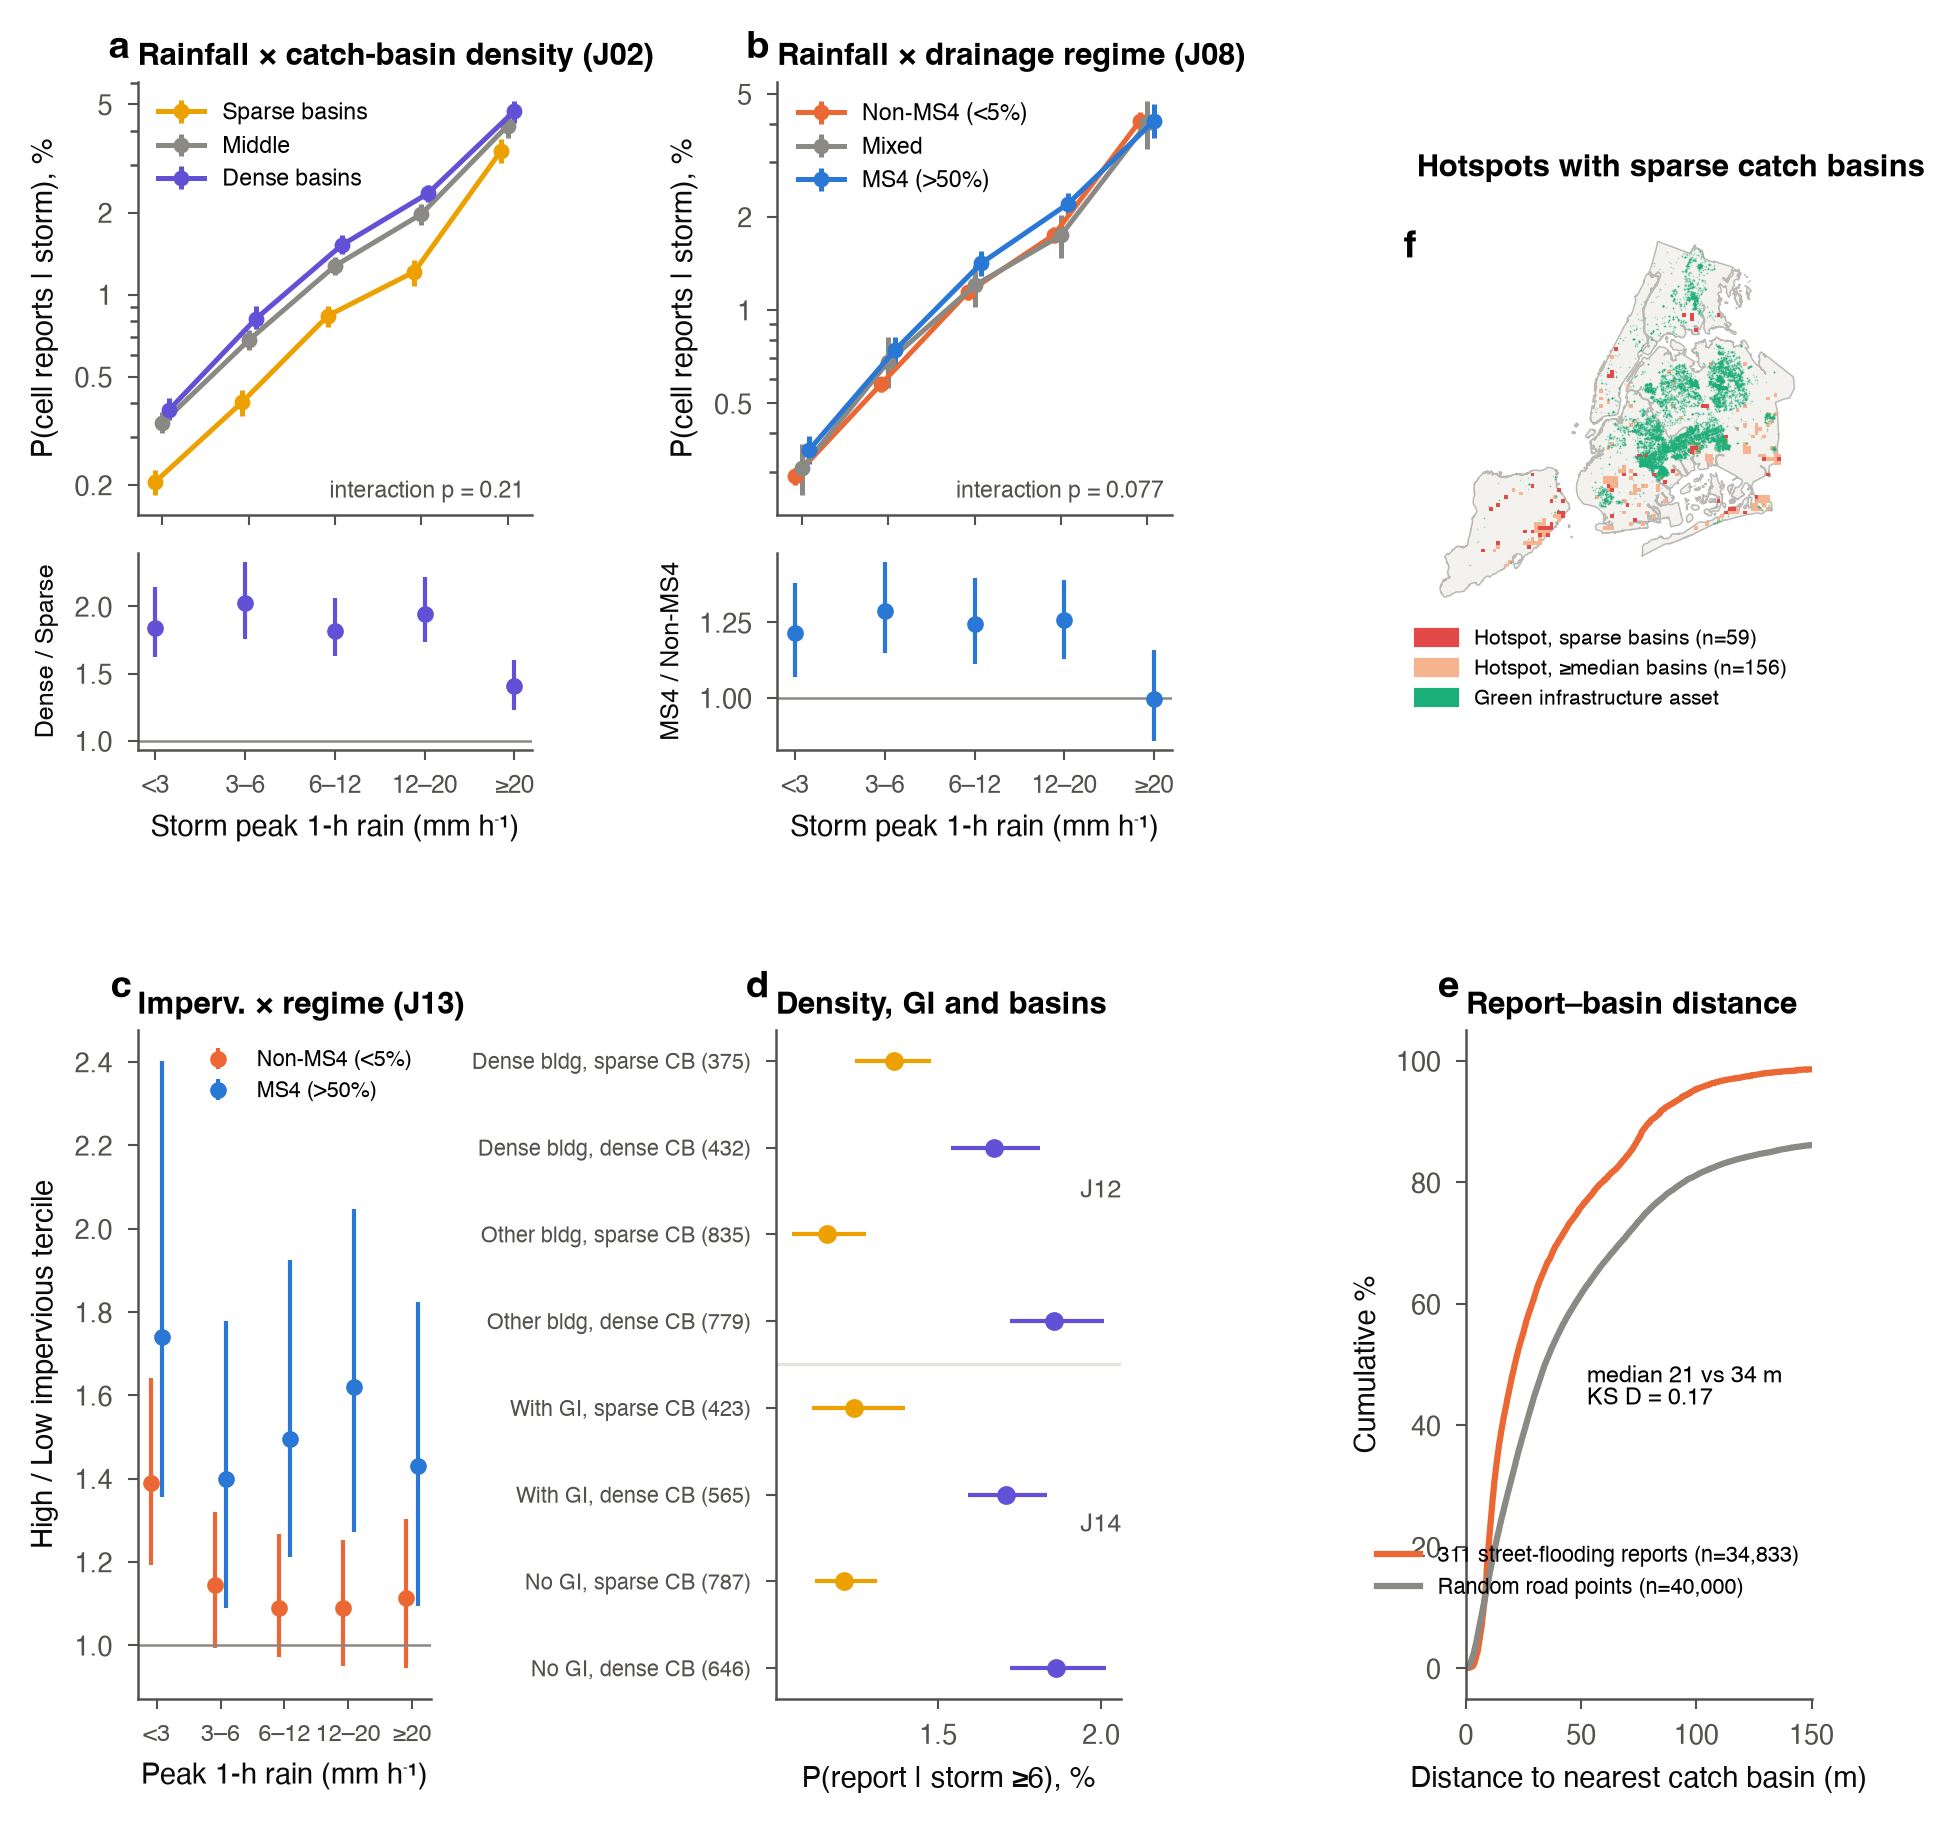 a Rainfall × catch-basin density (J02)
P(cell reports | storm), %
5
2
1
0.5
0.2
Sparse basins
Middle
Dense basins
interaction p = 0.21
Dense / Sparse
2.0
1.5
1.0
<3 3–6 6–12 12–20 ≥20
Storm peak 1-h rain (mm h⁻¹)
b Rainfall × drainage regime (J08)
P(cell reports | storm), %
5
2
1
0.5
Non-MS4 (<5%)
Mixed
MS4 (>50%)
interaction p = 0.077
MS4 / Non-MS4
1.25
1.00
<3 3–6 6–12 12–20 ≥20
Storm peak 1-h rain (mm h⁻¹)
Hotspots with sparse catch basins
f
Hotspot, sparse basins (n=59)
Hotspot, ≥median basins (n=156)
Green infrastructure asset
c Imperv. × regime (J13)
High / Low impervious tercile
2.4
2.2
2.0
1.8
1.6
1.4
1.2
1.0
Non-MS4 (<5%)
MS4 (>50%)
<3 3–6 6–12 12–20 ≥20
Peak 1-h rain (mm h⁻¹)
d Density, GI and basins
Dense bldg, sparse CB (375)
Dense bldg, dense CB (432)
J12
Other bldg, sparse CB (835)
Other bldg, dense CB (779)
With GI, sparse CB (423)
With GI, dense CB (565)
J14
No GI, sparse CB (787)
No GI, dense CB (646)
1.5 2.0
P(report | storm ≥6), %
e Report–basin distance
Cumulative %
100
80
60
40
20
0
median 21 vs 34 m
KS D = 0.17
311 street-flooding reports (n=34,833)
Random road points (n=40,000)
0 50 100 150
Distance to nearest catch basin (m)